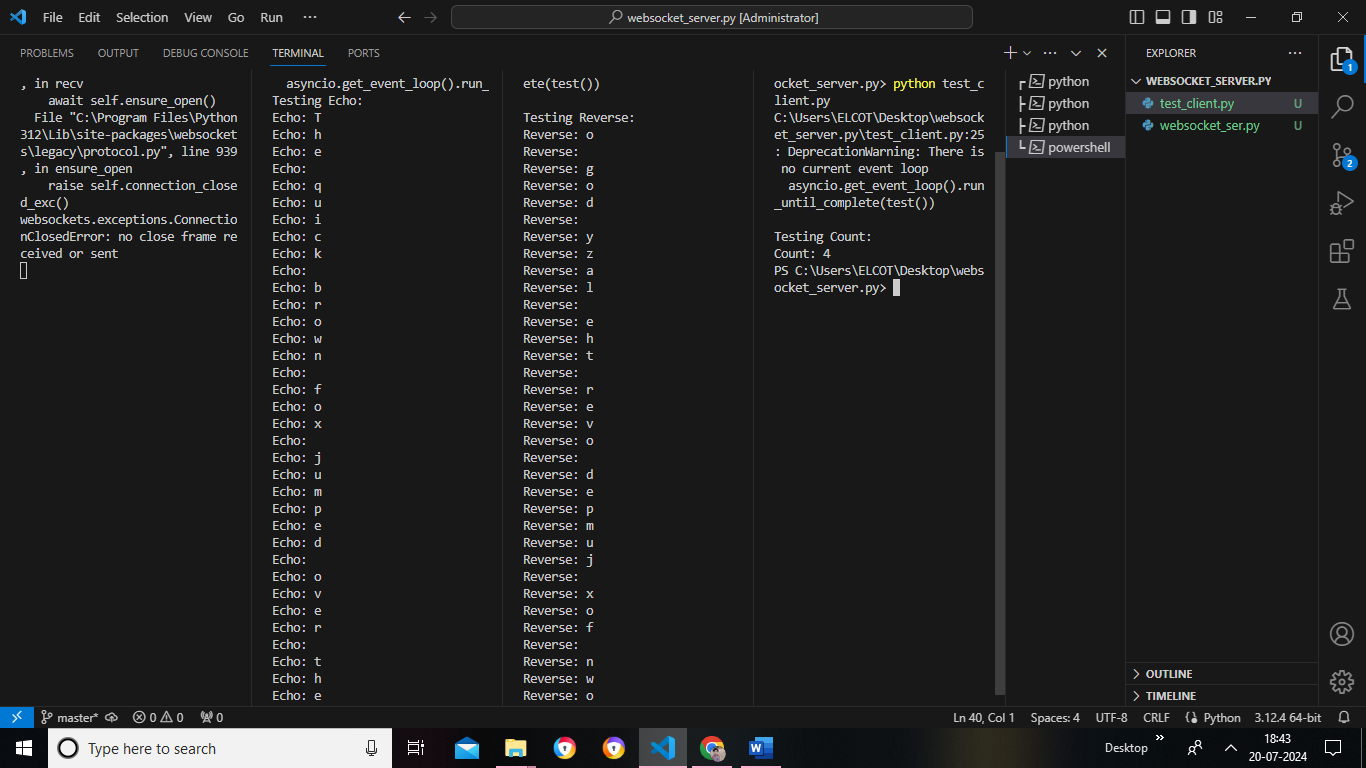 File Edit Selection View Go Run ···
websocket_server.py [Administrator]
PROBLEMS OUTPUT DEBUG CONSOLE TERMINAL PORTS
, in recv
await self.ensure_open()
File "C:\Program Files\Python
312\Lib\site-packages\websocket
s\legacy\protocol.py", line 939
, in ensure_open
raise self.connection_close
d_exc()
websockets.exceptions.Connectio
nClosedError: no close frame re
ceived or sent
asyncio.get_event_loop().run_
Testing Echo:
Echo: T
Echo: h
Echo: e
Echo:
Echo: q
Echo: u
Echo: i
Echo: c
Echo: k
Echo:
Echo: b
Echo: r
Echo: o
Echo: w
Echo: n
Echo:
Echo: f
Echo: o
Echo: x
Echo:
Echo: j
Echo: u
Echo: m
Echo: p
Echo: e
Echo: d
Echo:
Echo: o
Echo: v
Echo: e
Echo: r
Echo:
Echo: t
Echo: h
Echo: e
ete(test())
Testing Reverse:
Reverse: o
Reverse:
Reverse: g
Reverse: o
Reverse: d
Reverse:
Reverse: y
Reverse: z
Reverse: a
Reverse: l
Reverse:
Reverse: e
Reverse: h
Reverse: t
Reverse:
Reverse: r
Reverse: e
Reverse: v
Reverse: o
Reverse:
Reverse: d
Reverse: e
Reverse: p
Reverse: m
Reverse: u
Reverse: j
Reverse:
Reverse: x
Reverse: o
Reverse: f
Reverse:
Reverse: n
Reverse: w
Reverse: o
ocket_server.py> python test_c
lient.py
C:\Users\ELCOT\Desktop\websock
et_server.py\test_client.py:25
: DeprecationWarning: There is
no current event loop
asyncio.get_event_loop().run
_until_complete(test())
Testing Count:
Count: 4
PS C:\Users\ELCOT\Desktop\webs
ocket_server.py>
python
python
python
powershell
EXPLORER
WEBSOCKET_SERVER.PY
test_client.py U
websocket_ser.py U
OUTLINE
TIMELINE
1
2
master* 0 0 0
Ln 40, Col 1 Spaces: 4 UTF-8 CRLF Python 3.12.4 64-bit
Type here to search
Desktop
18:43
20-07-2024